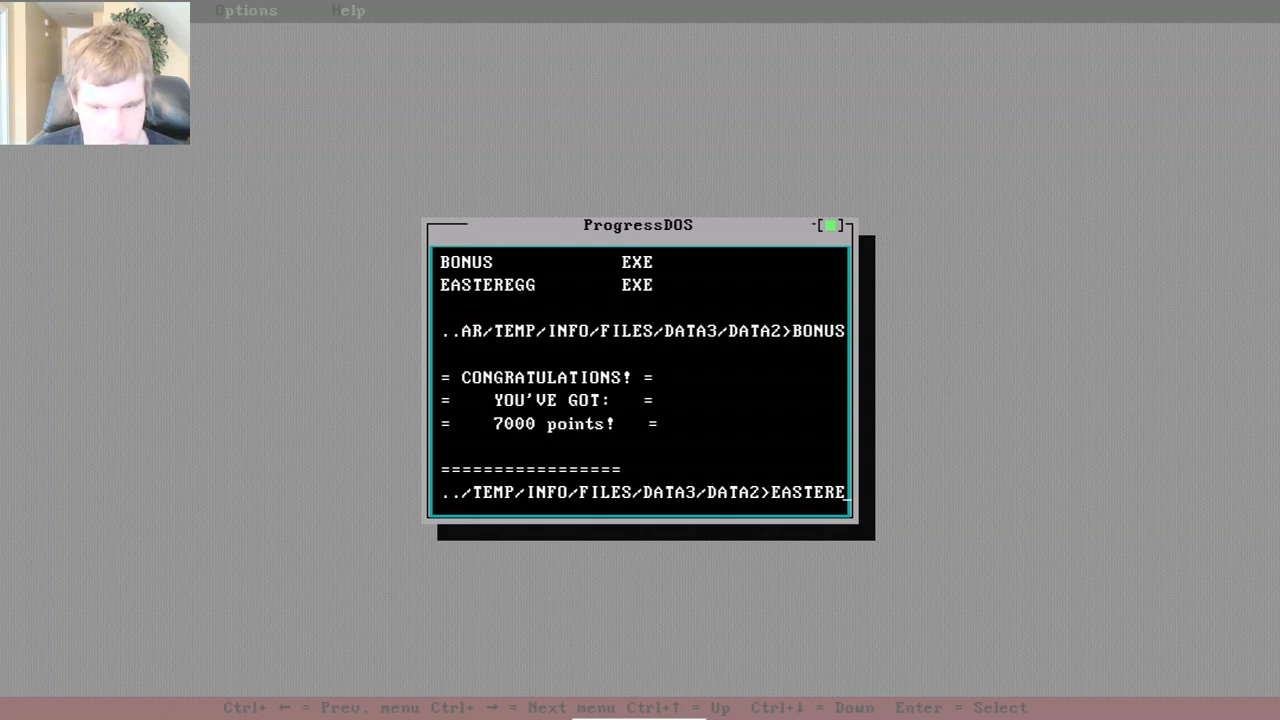 Options Help
ProgressDOS
-[ ]
BONUS EXE
EASTEREGG EXE
..AR/TEMP/INFO/FILES/DATA3/DATA2>BONUS
= CONGRATULATIONS! =
= YOU'VE GOT: =
= 7000 points! =
=================
../TEMP/INFO/FILES/DATA3/DATA2>EASTERE_
Ctrl+ ← = Prev. menu Ctrl+ → = Next menu Ctrl+↑ = Up Ctrl+↓ = Down Enter = Select